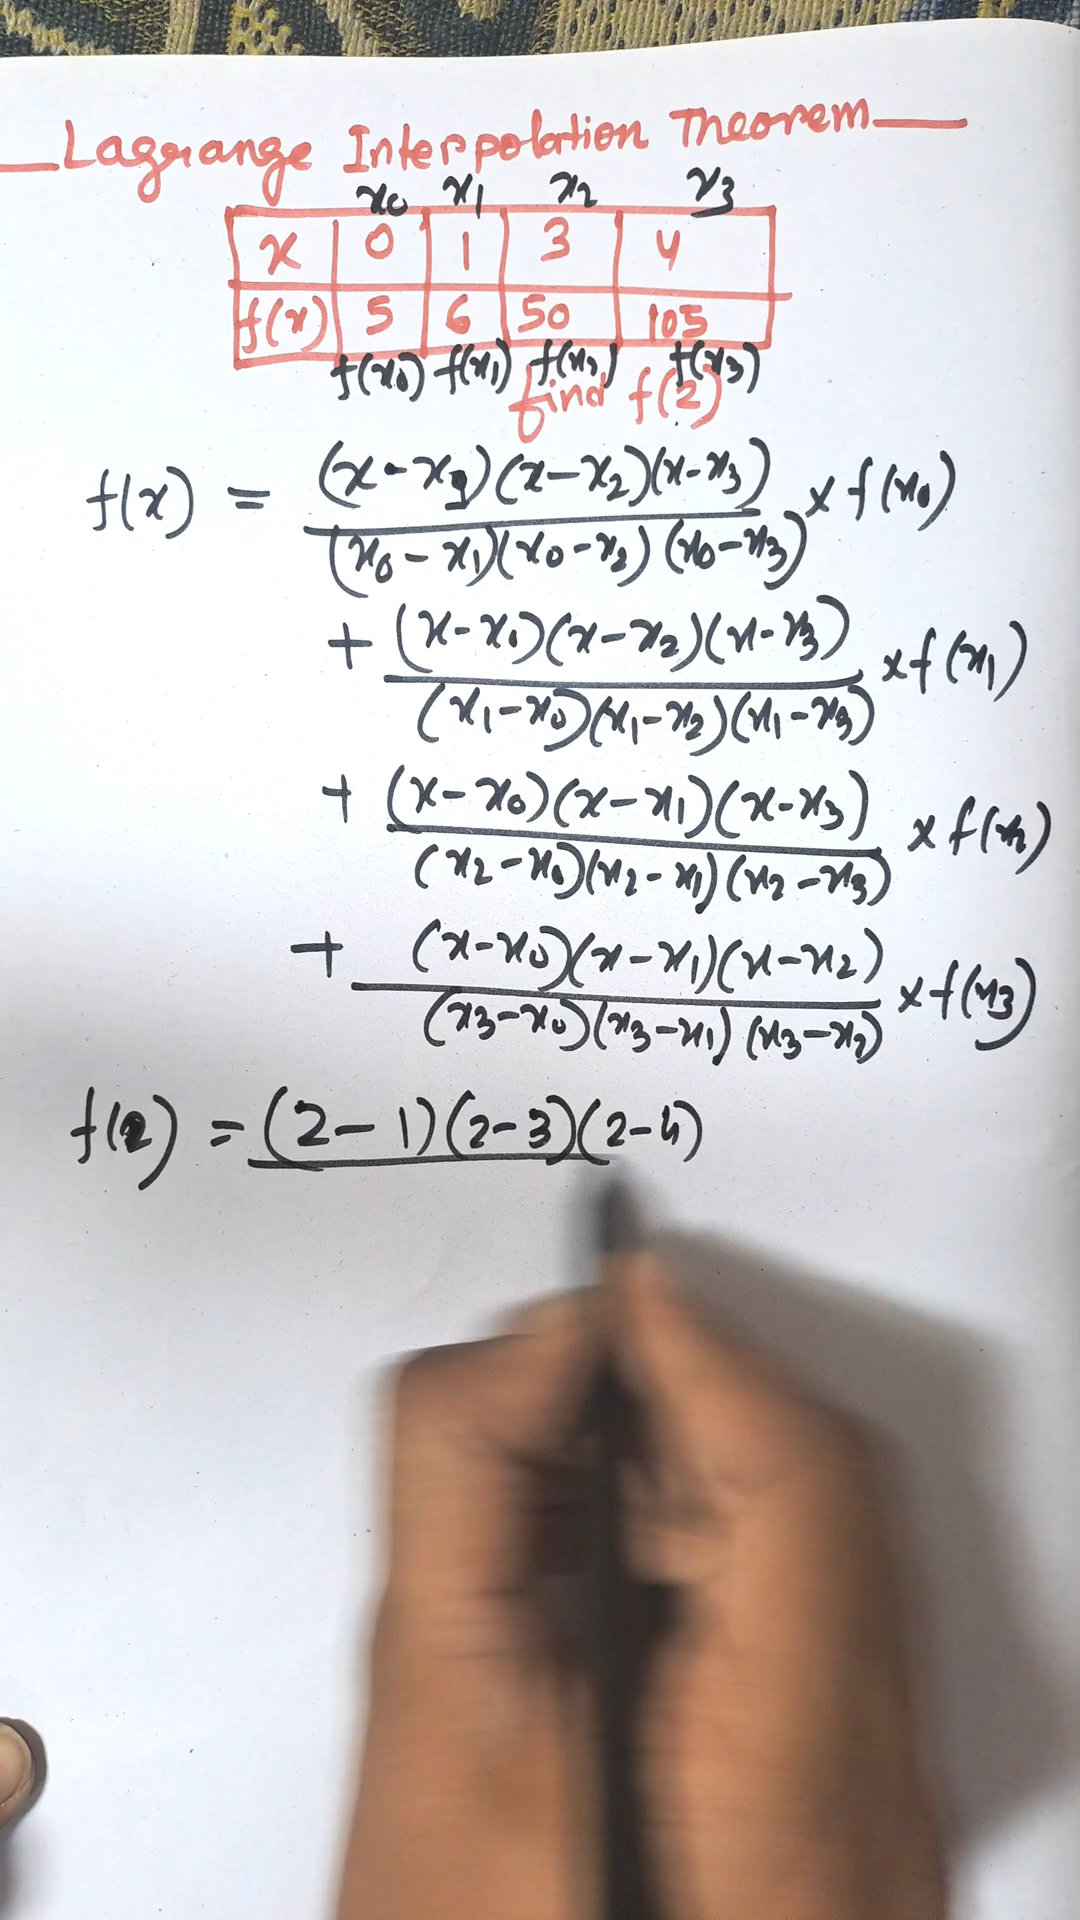 Lagrange Interpolation Theorem
x0 x1 x2 x3
x 0 1 3 4
f(x) 5 6 50 105
f(x0) f(x1) f(x2) f(x3)
find f(2)
f(x) = (x-x1)(x-x2)(x-x3) × f(x0)
(x0-x1)(x0-x2)(x0-x3)
+ (x-x0)(x-x2)(x-x3) × f(x1)
(x1-x0)(x1-x2)(x1-x3)
+ (x-x0)(x-x1)(x-x3) × f(x2)
(x2-x0)(x2-x1)(x2-x3)
+ (x-x0)(x-x1)(x-x2) × f(x3)
(x3-x0)(x3-x1)(x3-x2)
f(2) = (2-1)(2-3)(2-4)